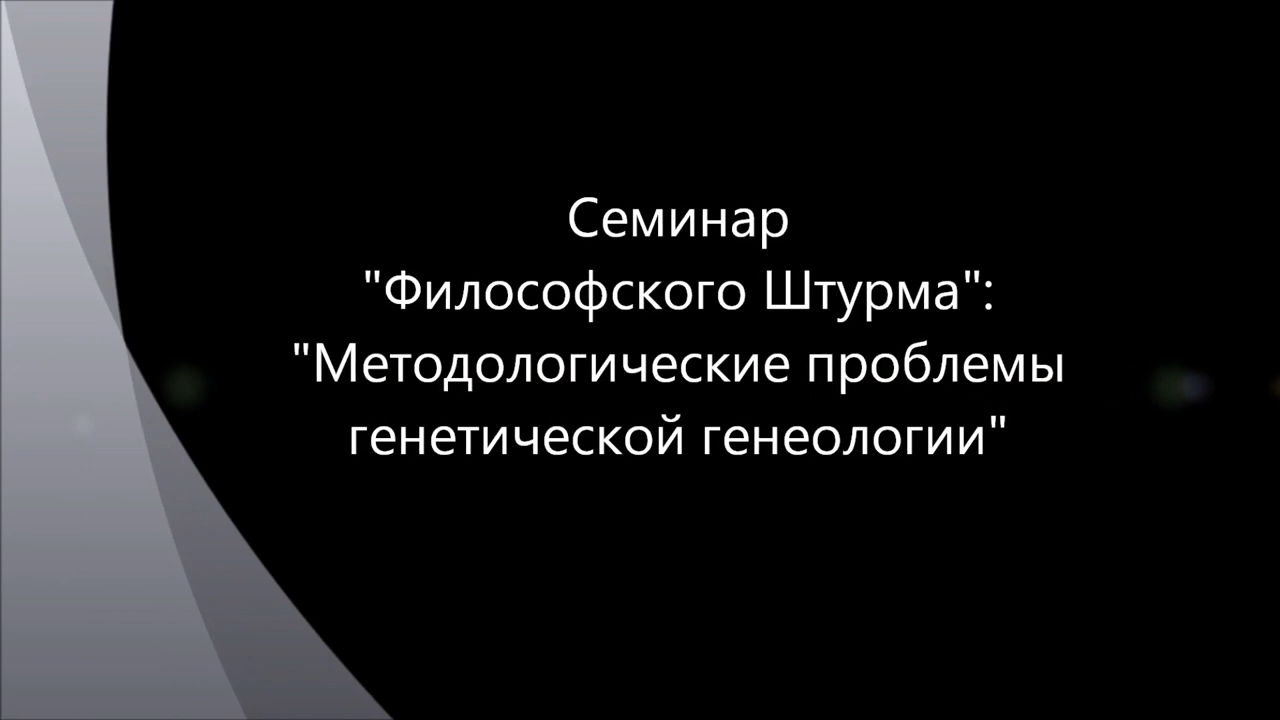 Семинар
"Философского Штурма":
"Методологические проблемы
генетической генеологии"